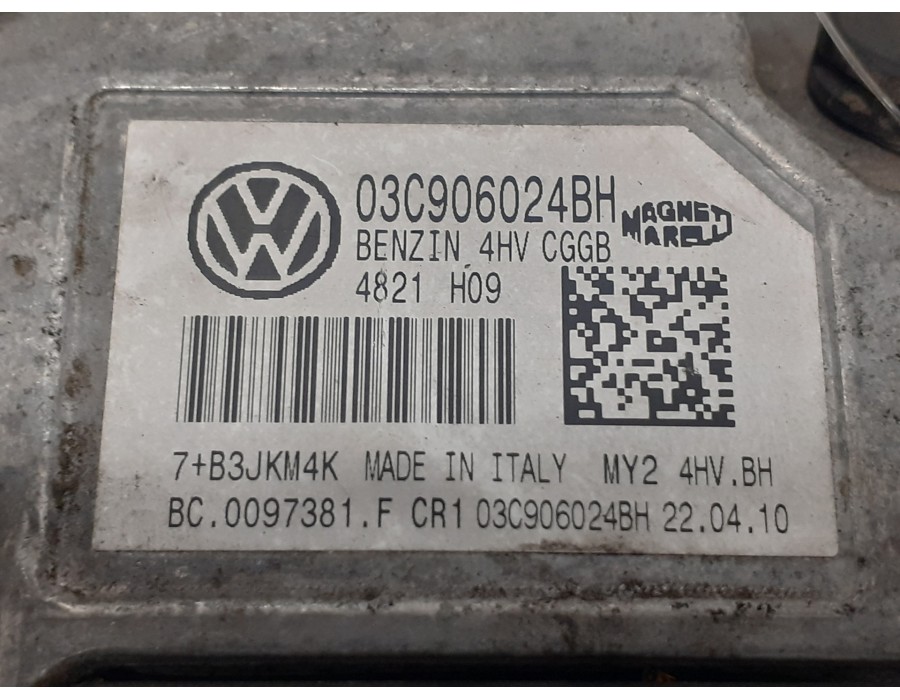 03C906024BH
BENZIN 4HV CGGB
4821 H09
MAGNETI
MARELLI
7+B3JKM4K MADE IN ITALY MY2 4HV.BH
BC.0097381.F CR1 03C906024BH 22.04.10